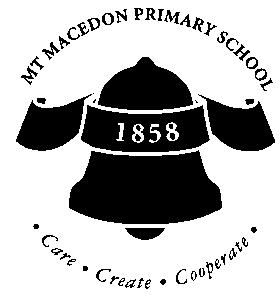 MT MACEDON PRIMARY SCHOOL
1858
• Care • Create • Cooperate •